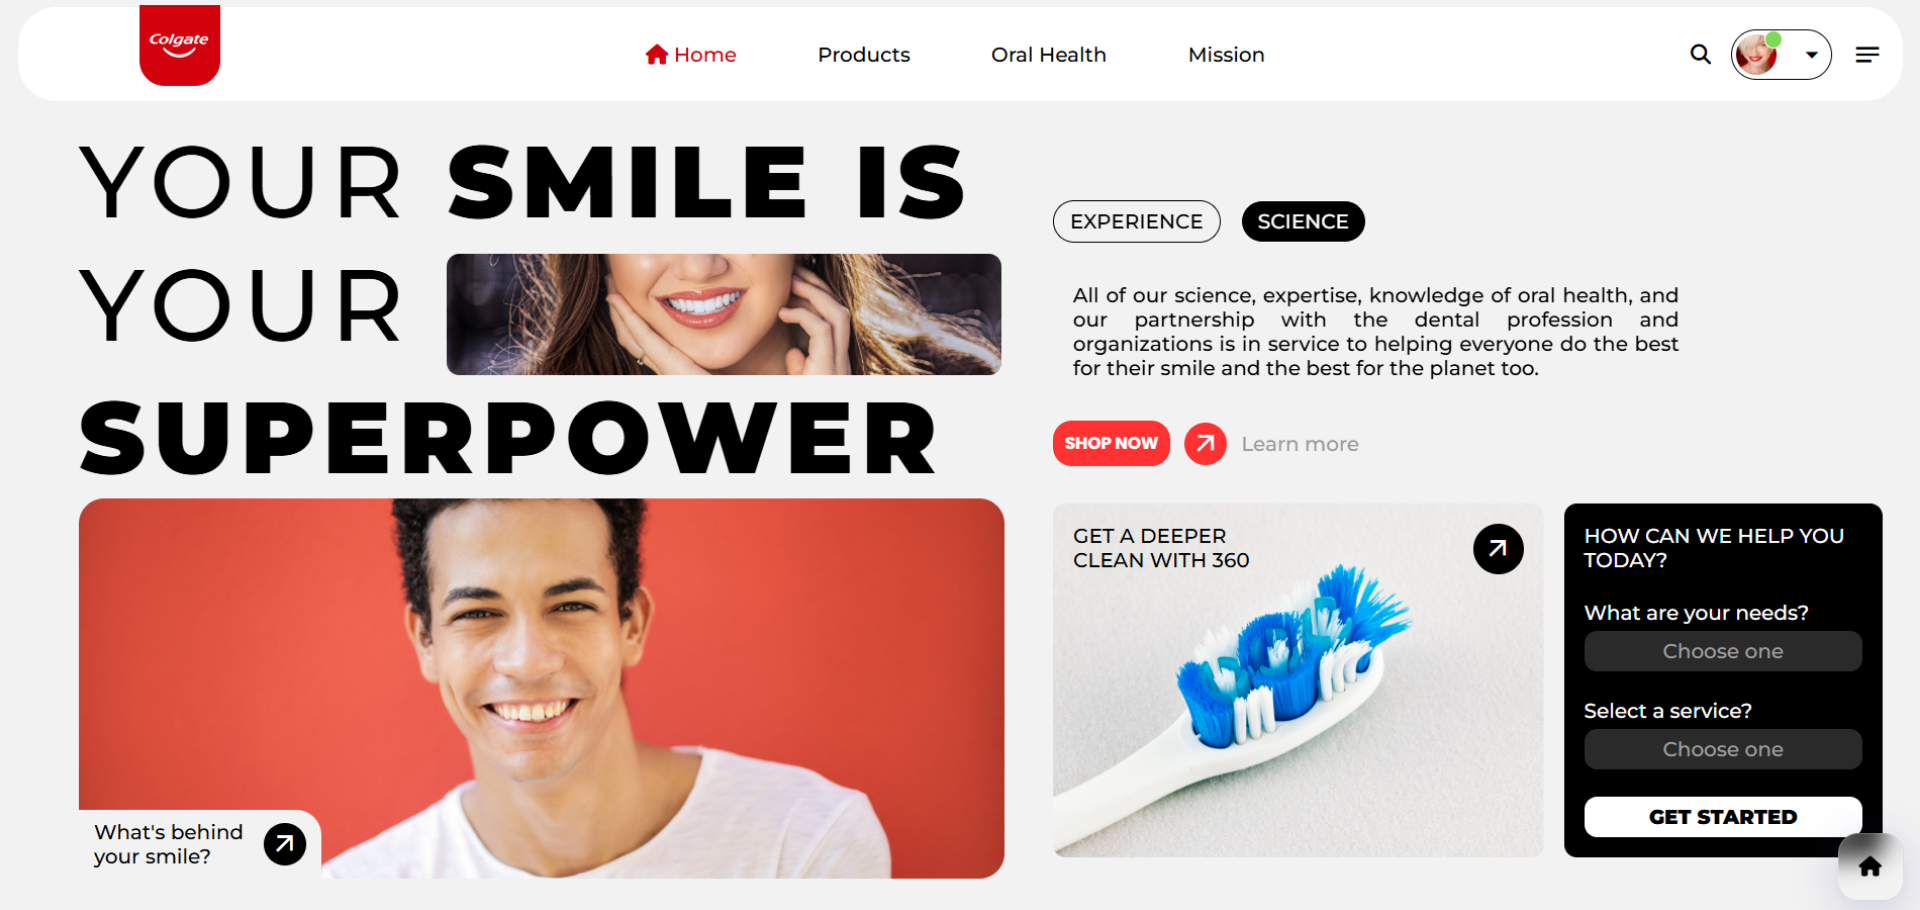 Colgate
Home
Products
Oral Health
Mission
YOUR SMILE IS
YOUR
SUPERPOWER
EXPERIENCE
SCIENCE
All of our science, expertise, knowledge of oral health, and
our partnership with the dental profession and
organizations is in service to helping everyone do the best
for their smile and the best for the planet too.
SHOP NOW
Learn more
What's behind
your smile?
GET A DEEPER
CLEAN WITH 360
HOW CAN WE HELP YOU
TODAY?
What are your needs?
Choose one
Select a service?
Choose one
GET STARTED